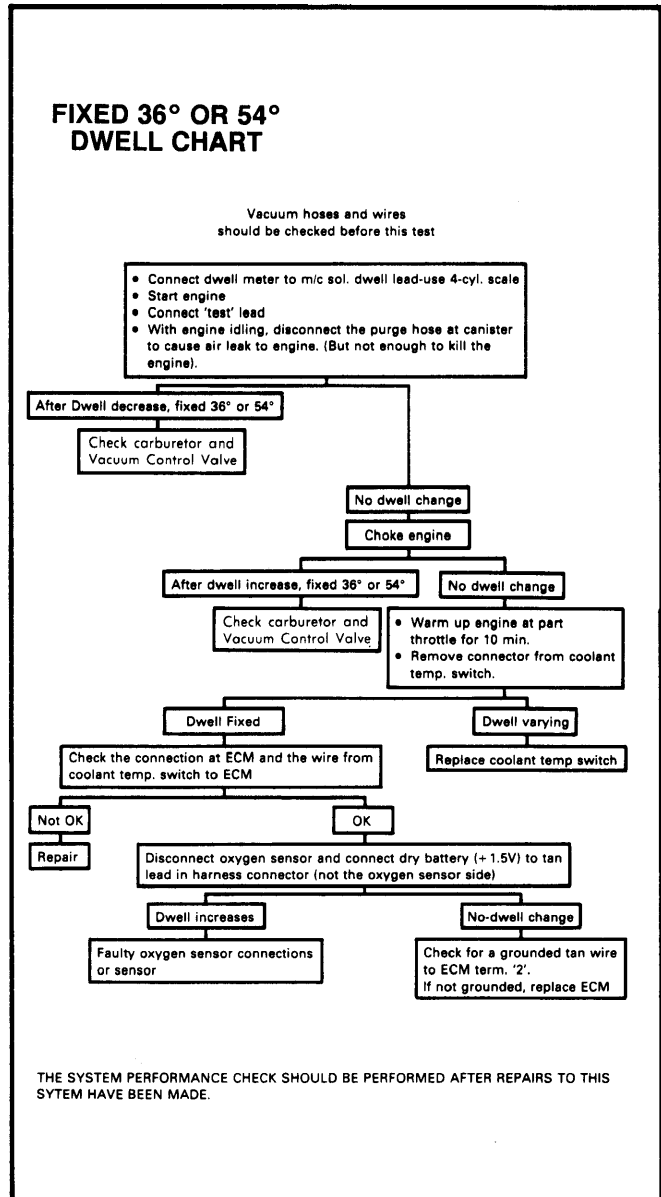 FIXED 36° OR 54°
DWELL CHART
Vacuum hoses and wires
should be checked before this test
• Connect dwell meter to m/c sol. dwell lead-use 4-cyl. scale
• Start engine
• Connect 'test' lead
• With engine idling, disconnect the purge hose at canister
to cause air leak to engine. (But not enough to kill the
engine).
After Dwell decrease, fixed 36° or 54°
Check carburetor and
Vacuum Control Valve
No dwell change
Choke engine
After dwell increase, fixed 36° or 54°
Check carburetor and
Vacuum Control Valve
No dwell change
• Warm up engine at part
throttle for 10 min.
• Remove connector from coolant
temp. switch.
Dwell Fixed
Dwell varying
Check the connection at ECM and the wire from
coolant temp. switch to ECM
Replace coolant temp switch
Not OK
OK
Repair
Disconnect oxygen sensor and connect dry battery (+ 1.5V) to tan
lead in harness connector (not the oxygen sensor side)
Dwell increases
No-dwell change
Faulty oxygen sensor connections
or sensor
Check for a grounded tan wire
to ECM term. '2'.
If not grounded, replace ECM
THE SYSTEM PERFORMANCE CHECK SHOULD BE PERFORMED AFTER REPAIRS TO THIS
SYTEM HAVE BEEN MADE.